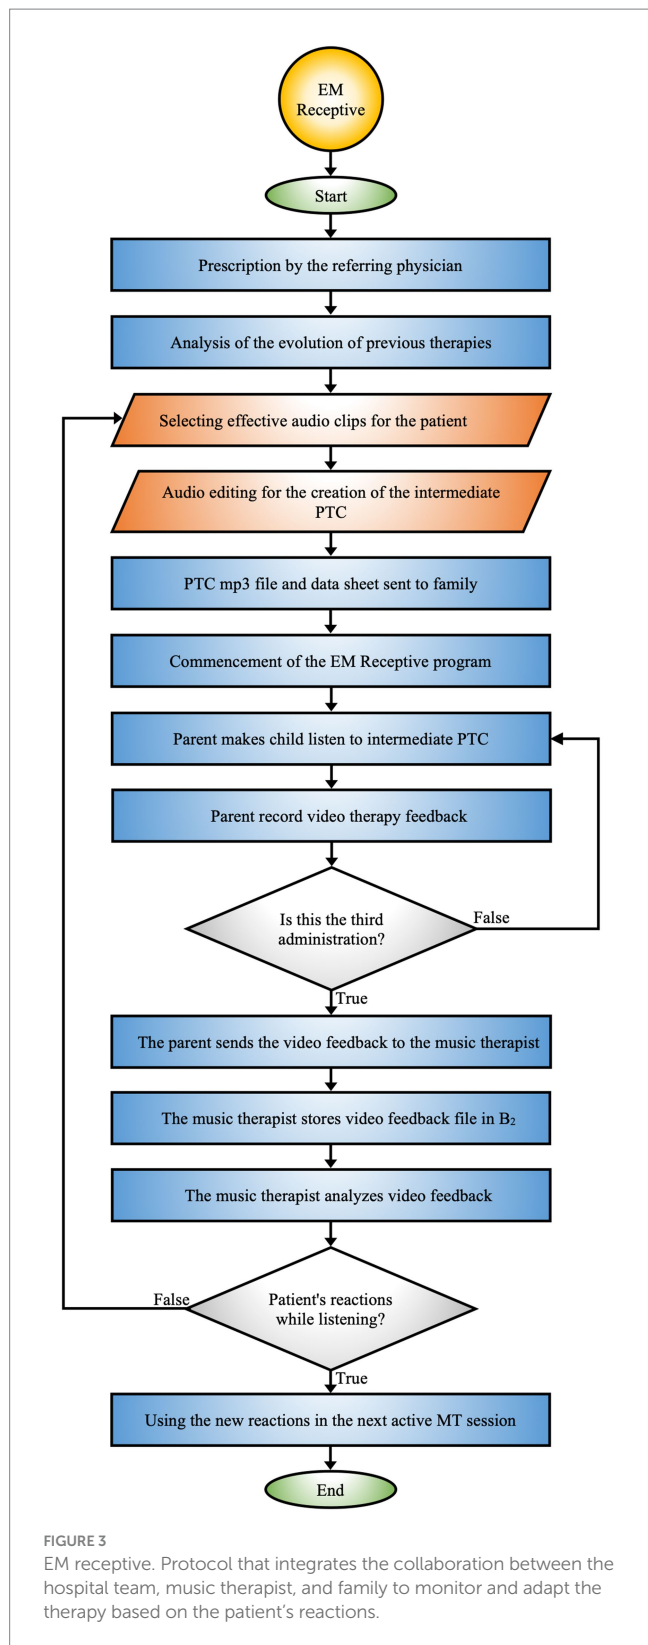 EM
Receptive
Start
Prescription by the referring physician
Analysis of the evolution of previous therapies
Selecting effective audio clips for the patient
Audio editing for the creation of the intermediate
PTC
PTC mp3 file and data sheet sent to family
Commencement of the EM Receptive program
Parent makes child listen to intermediate PTC
Parent record video therapy feedback
Is this the third
administration?
False
True
The parent sends the video feedback to the music therapist
The music therapist stores video feedback file in B₂
The music therapist analyzes video feedback
False
Patient's reactions
while listening?
True
Using the new reactions in the next active MT session
End
FIGURE 3
EM receptive. Protocol that integrates the collaboration between the
hospital team, music therapist, and family to monitor and adapt the
therapy based on the patient’s reactions.